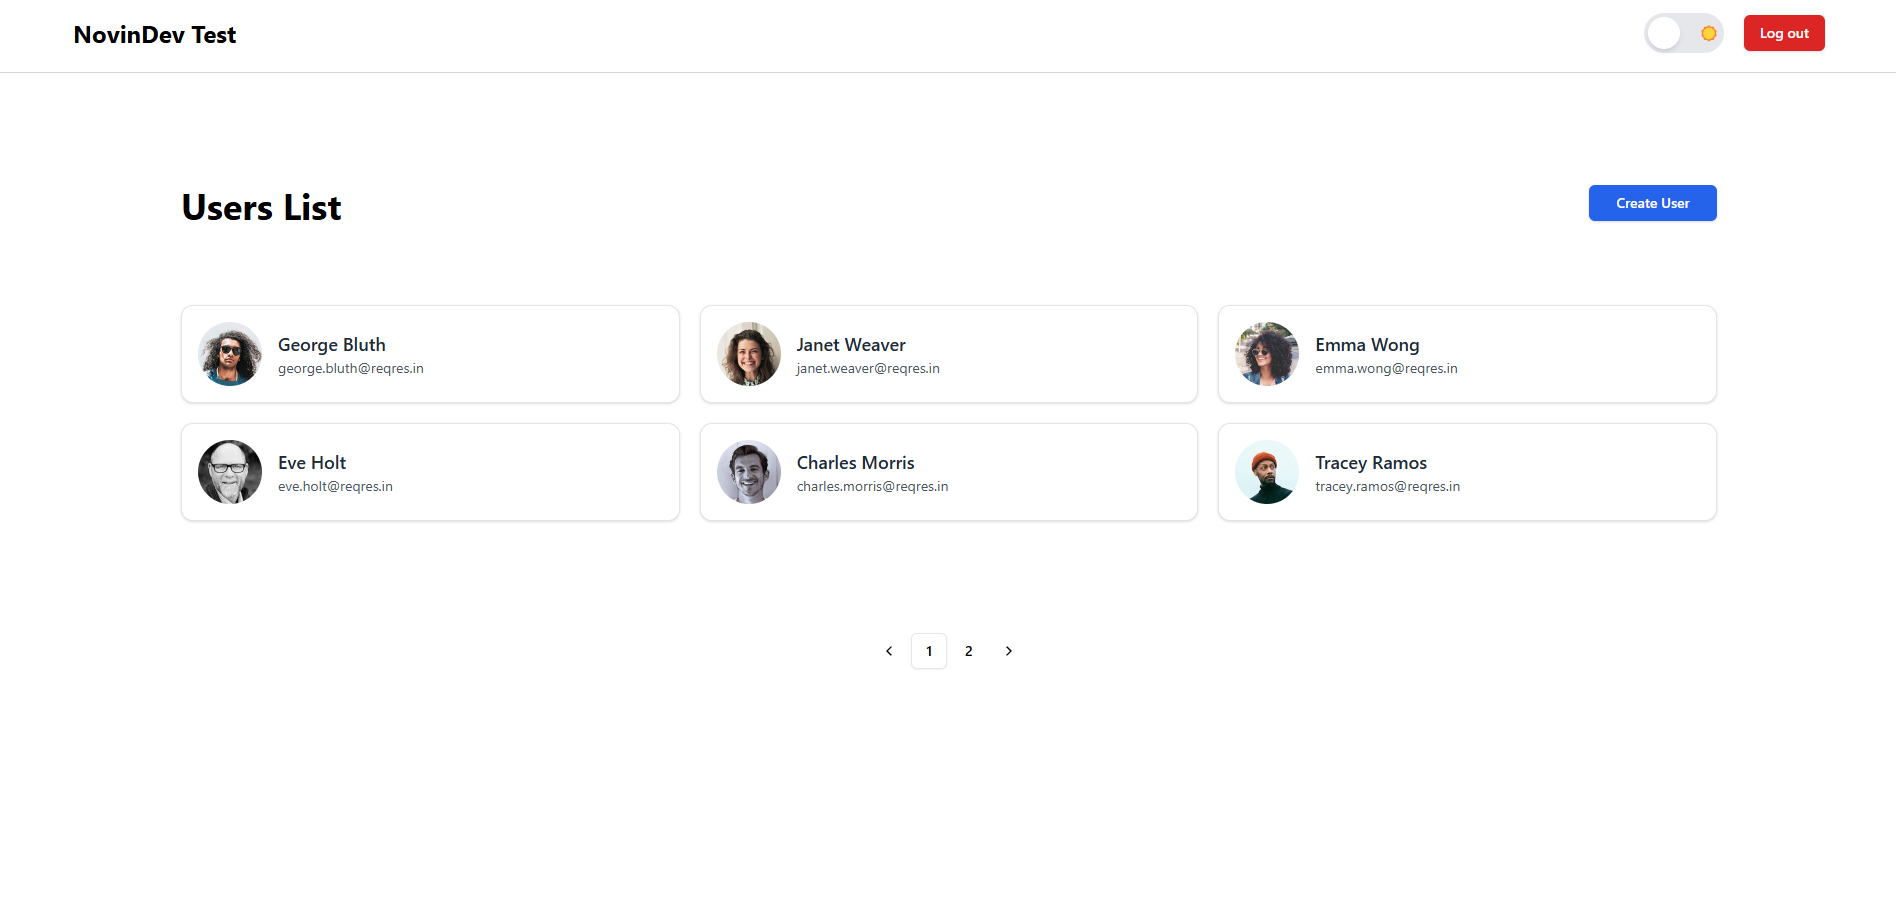 NovinDev Test
Log out
Users List
Create User
George Bluth
george.bluth@reqres.in
Janet Weaver
janet.weaver@reqres.in
Emma Wong
emma.wong@reqres.in
Eve Holt
eve.holt@reqres.in
Charles Morris
charles.morris@reqres.in
Tracey Ramos
tracey.ramos@reqres.in
1 2